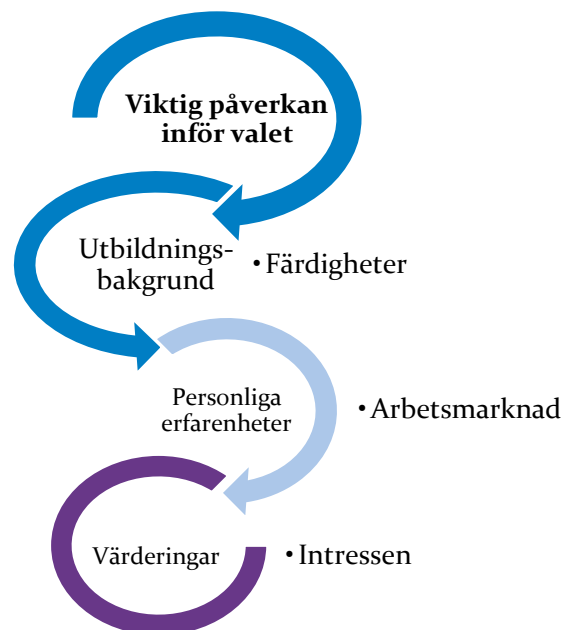 Viktig påverkan
inför valet
Utbildnings-
bakgrund
• Färdigheter
Personliga
erfarenheter
• Arbetsmarknad
Värderingar
• Intressen